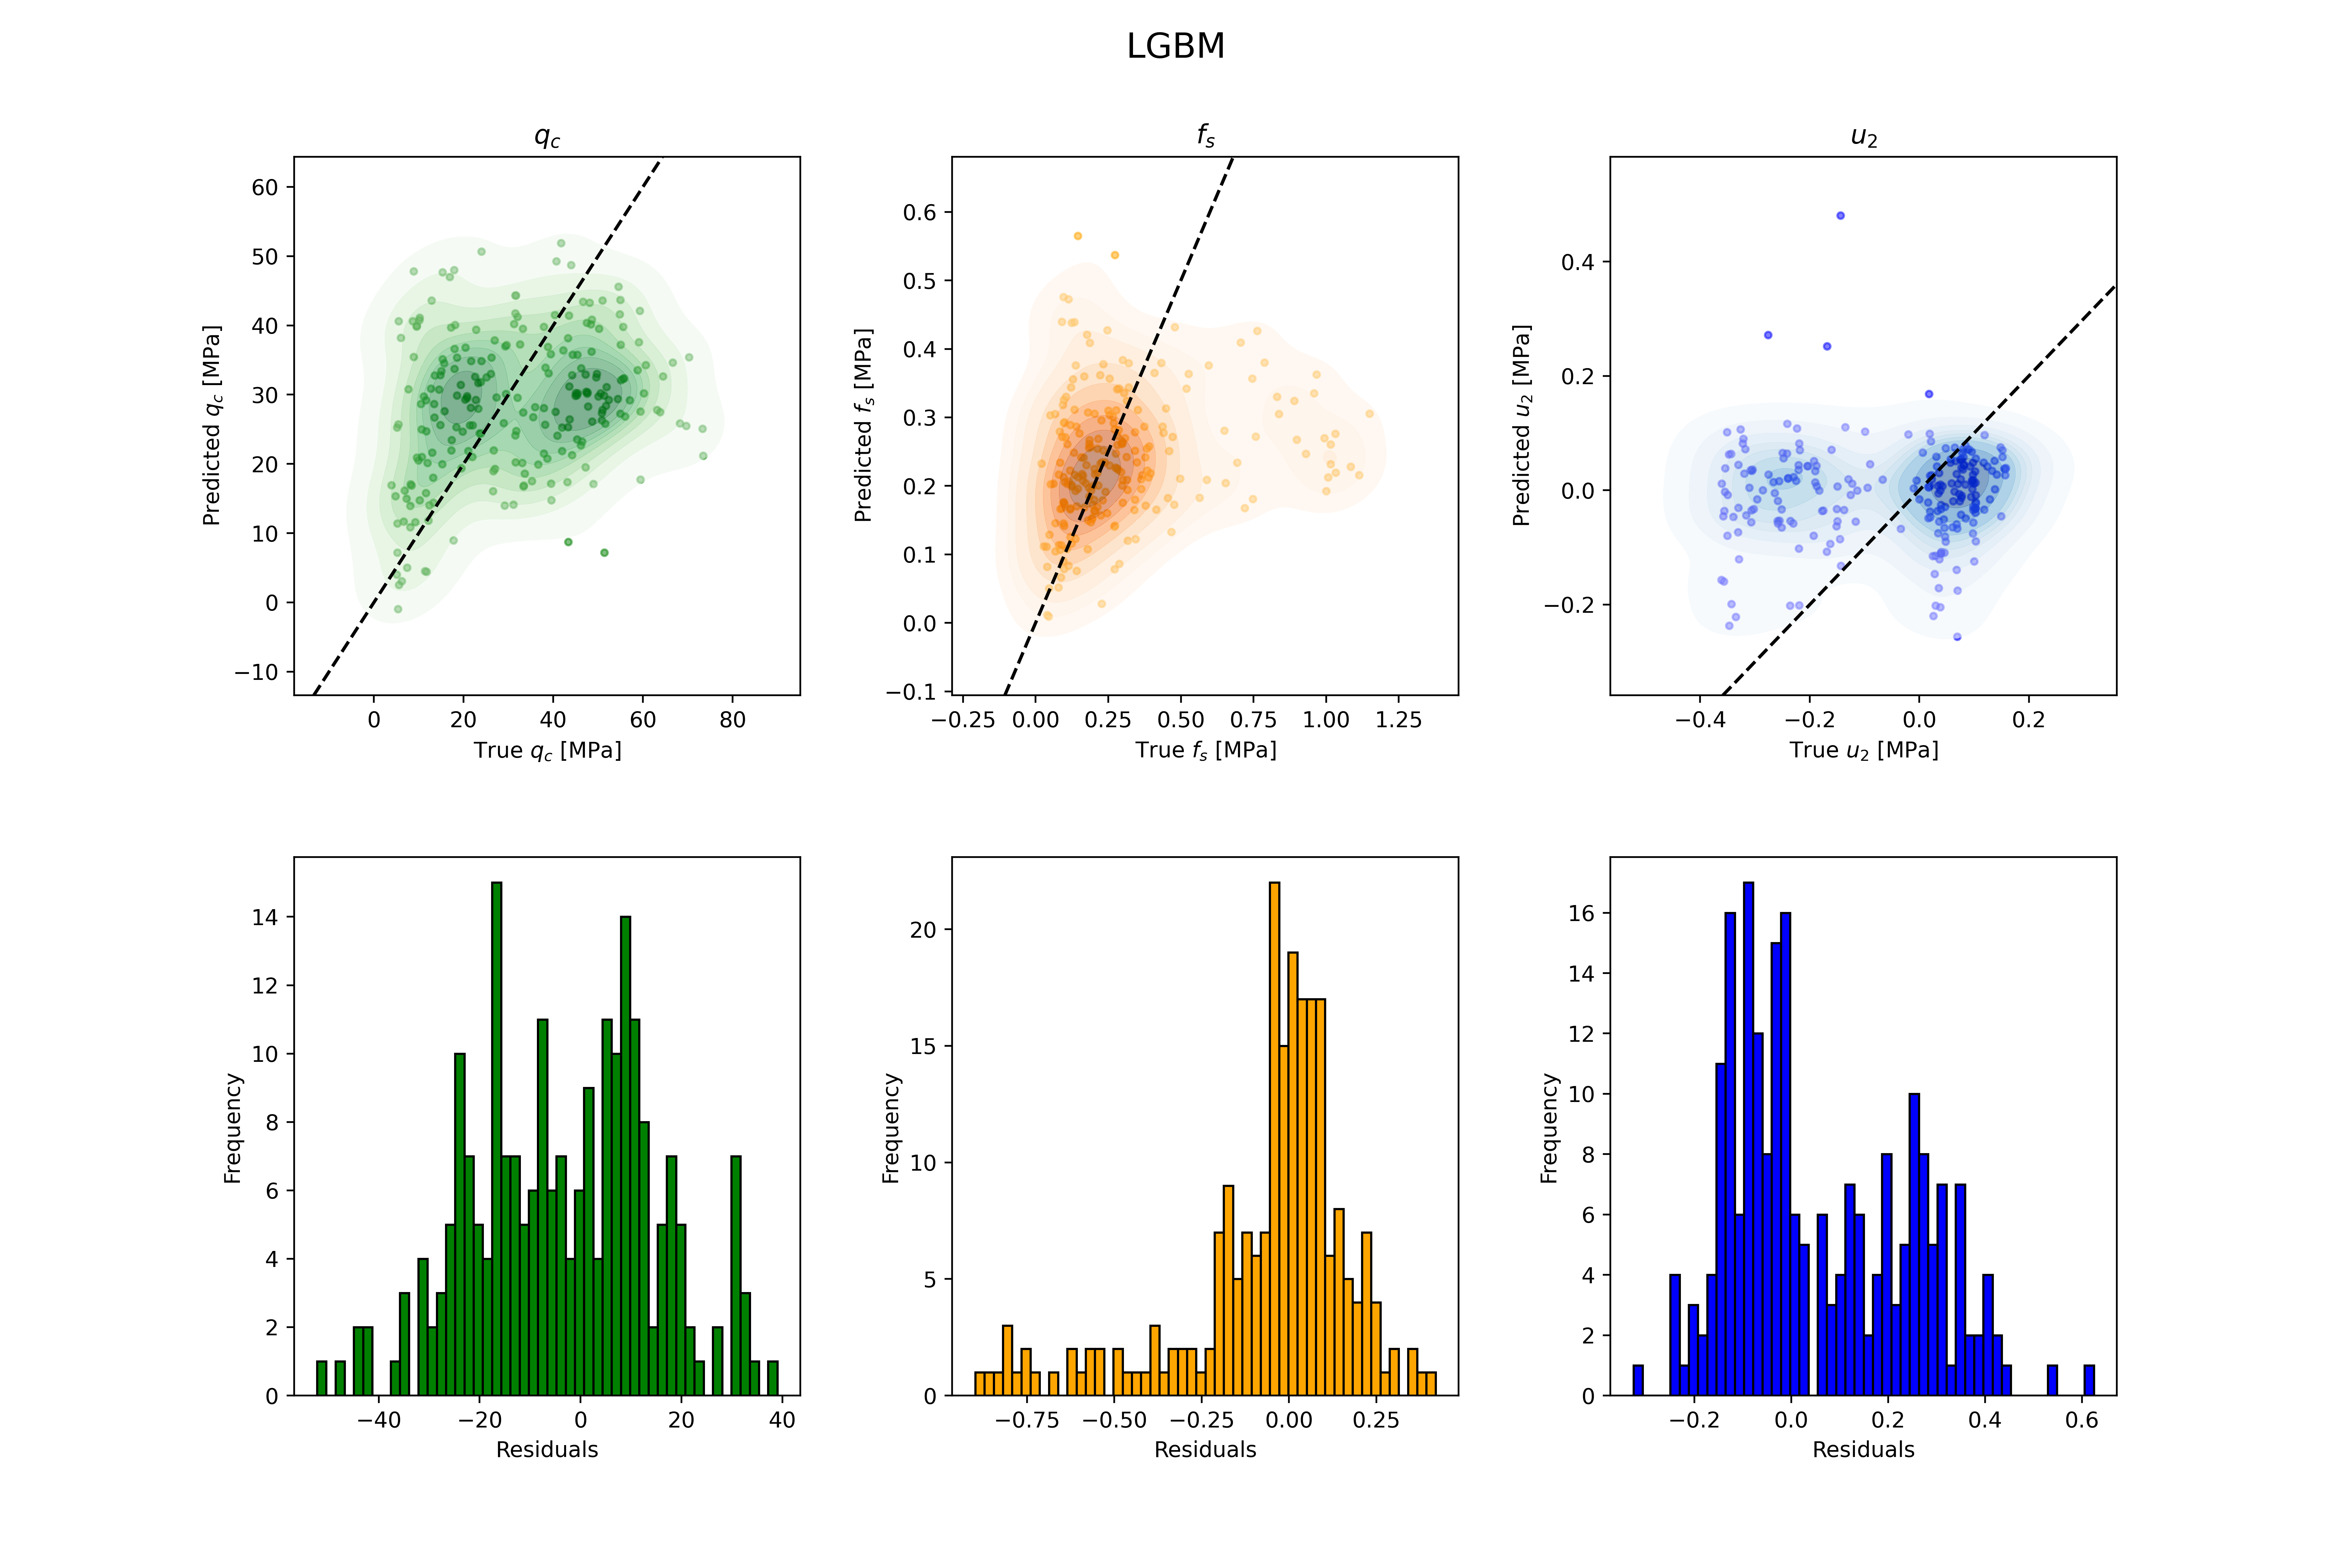 LGBM
q_c
60
50
40
30
20
10
0
−10
Predicted q_c [MPa]
0 20 40 60 80
True q_c [MPa]
f_s
0.6
0.5
0.4
0.3
0.2
0.1
0.0
−0.1
Predicted f_s [MPa]
−0.25 0.00 0.25 0.50 0.75 1.00 1.25
True f_s [MPa]
u_2
0.4
0.2
0.0
−0.2
Predicted u_2 [MPa]
−0.4 −0.2 0.0 0.2
True u_2 [MPa]
14
12
10
8
6
4
2
0
Frequency
−40 −20 0 20 40
Residuals
20
15
10
5
0
Frequency
−0.75 −0.50 −0.25 0.00 0.25
Residuals
16
14
12
10
8
6
4
2
0
Frequency
−0.2 0.0 0.2 0.4 0.6
Residuals